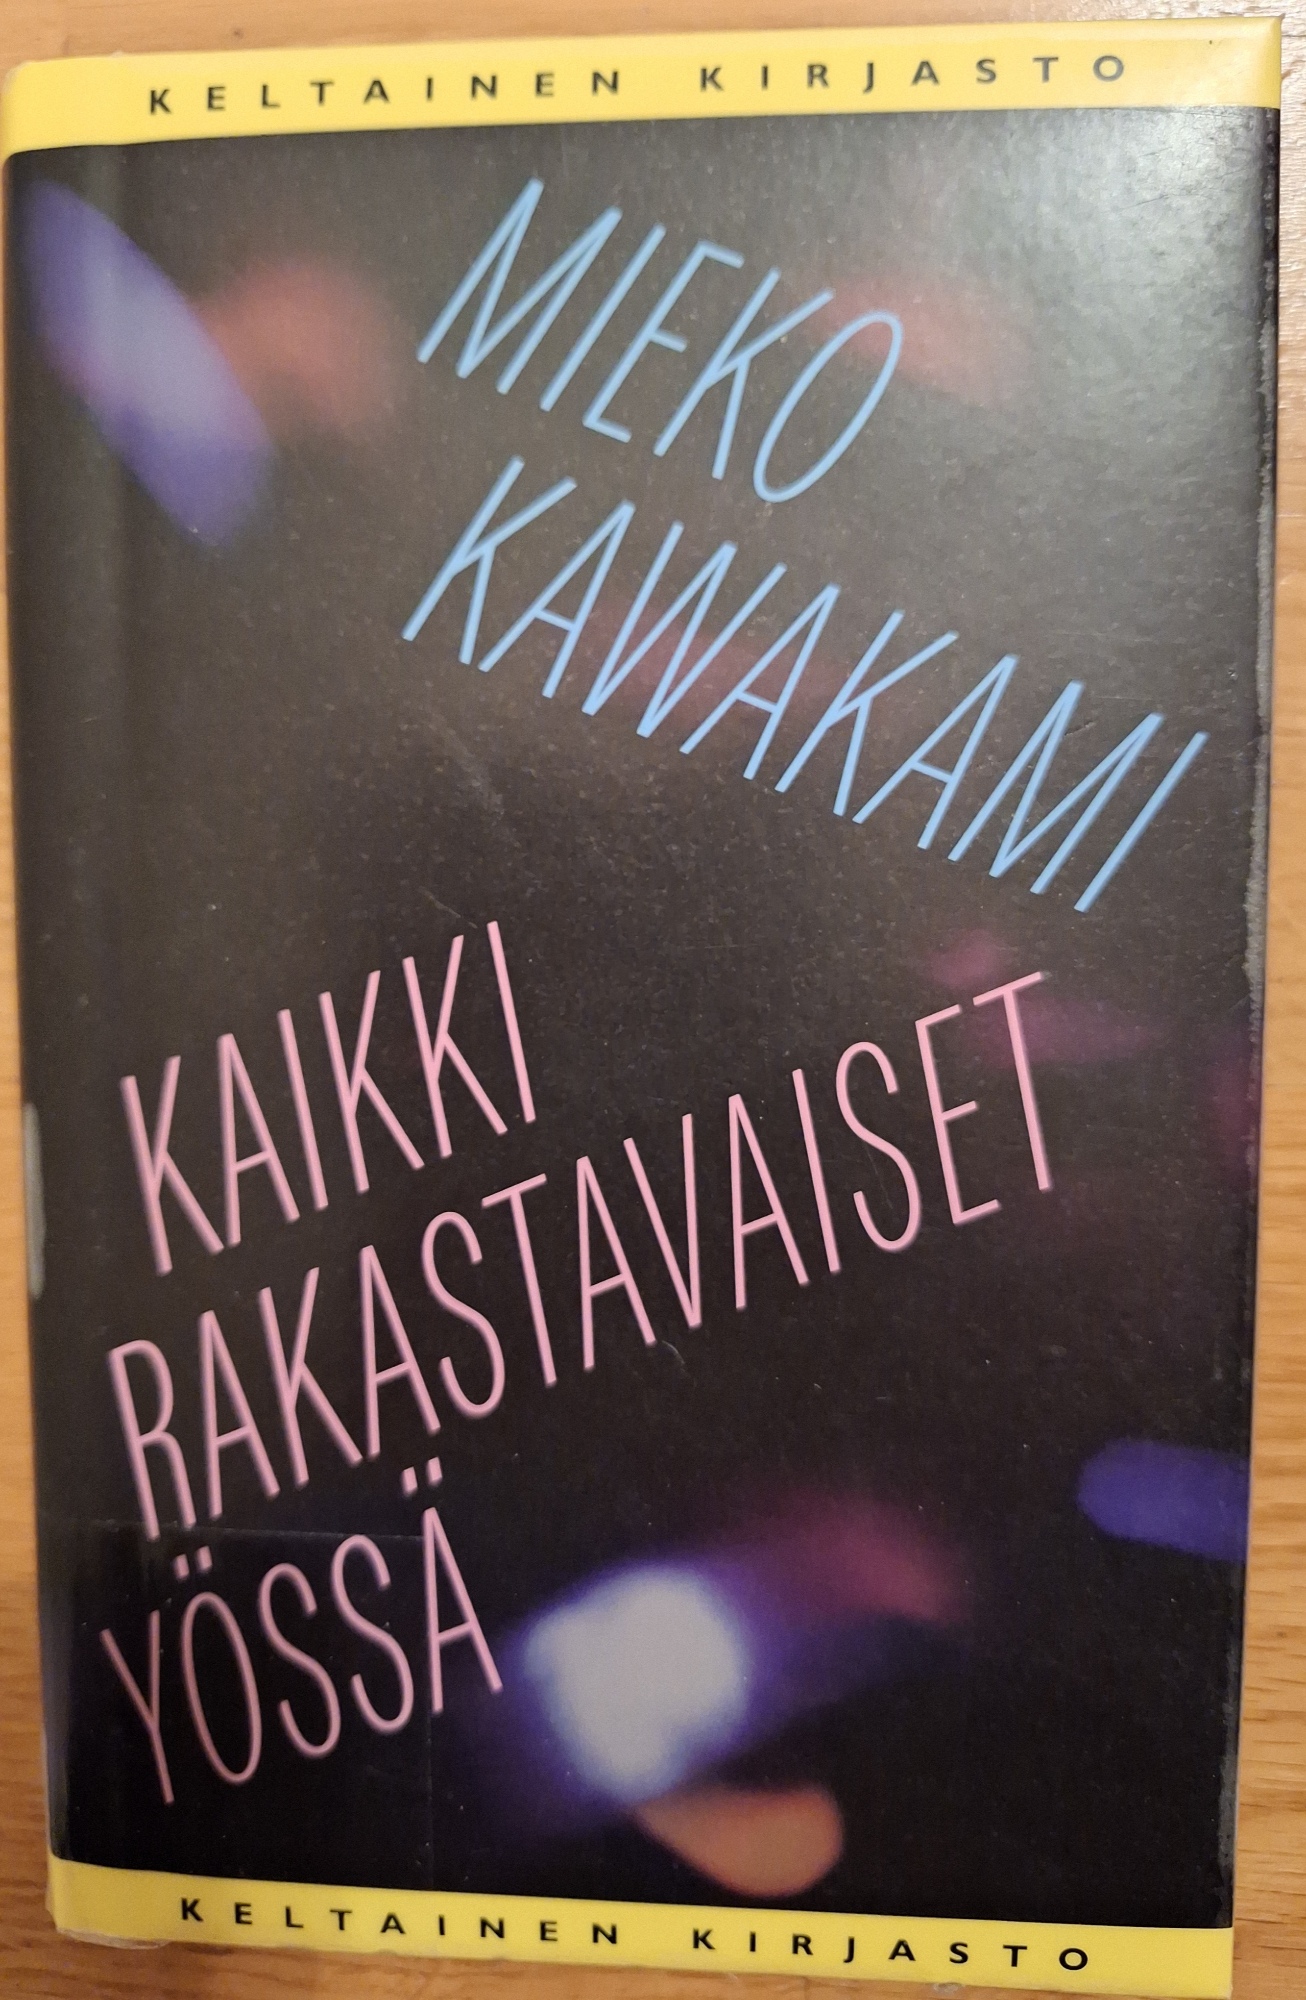 KELTAINEN KIRJASTO
MIEKO
KAWAKAMI
KAIKKI
RAKASTAVAISET
YÖSSÄ
KELTAINEN KIRJASTO